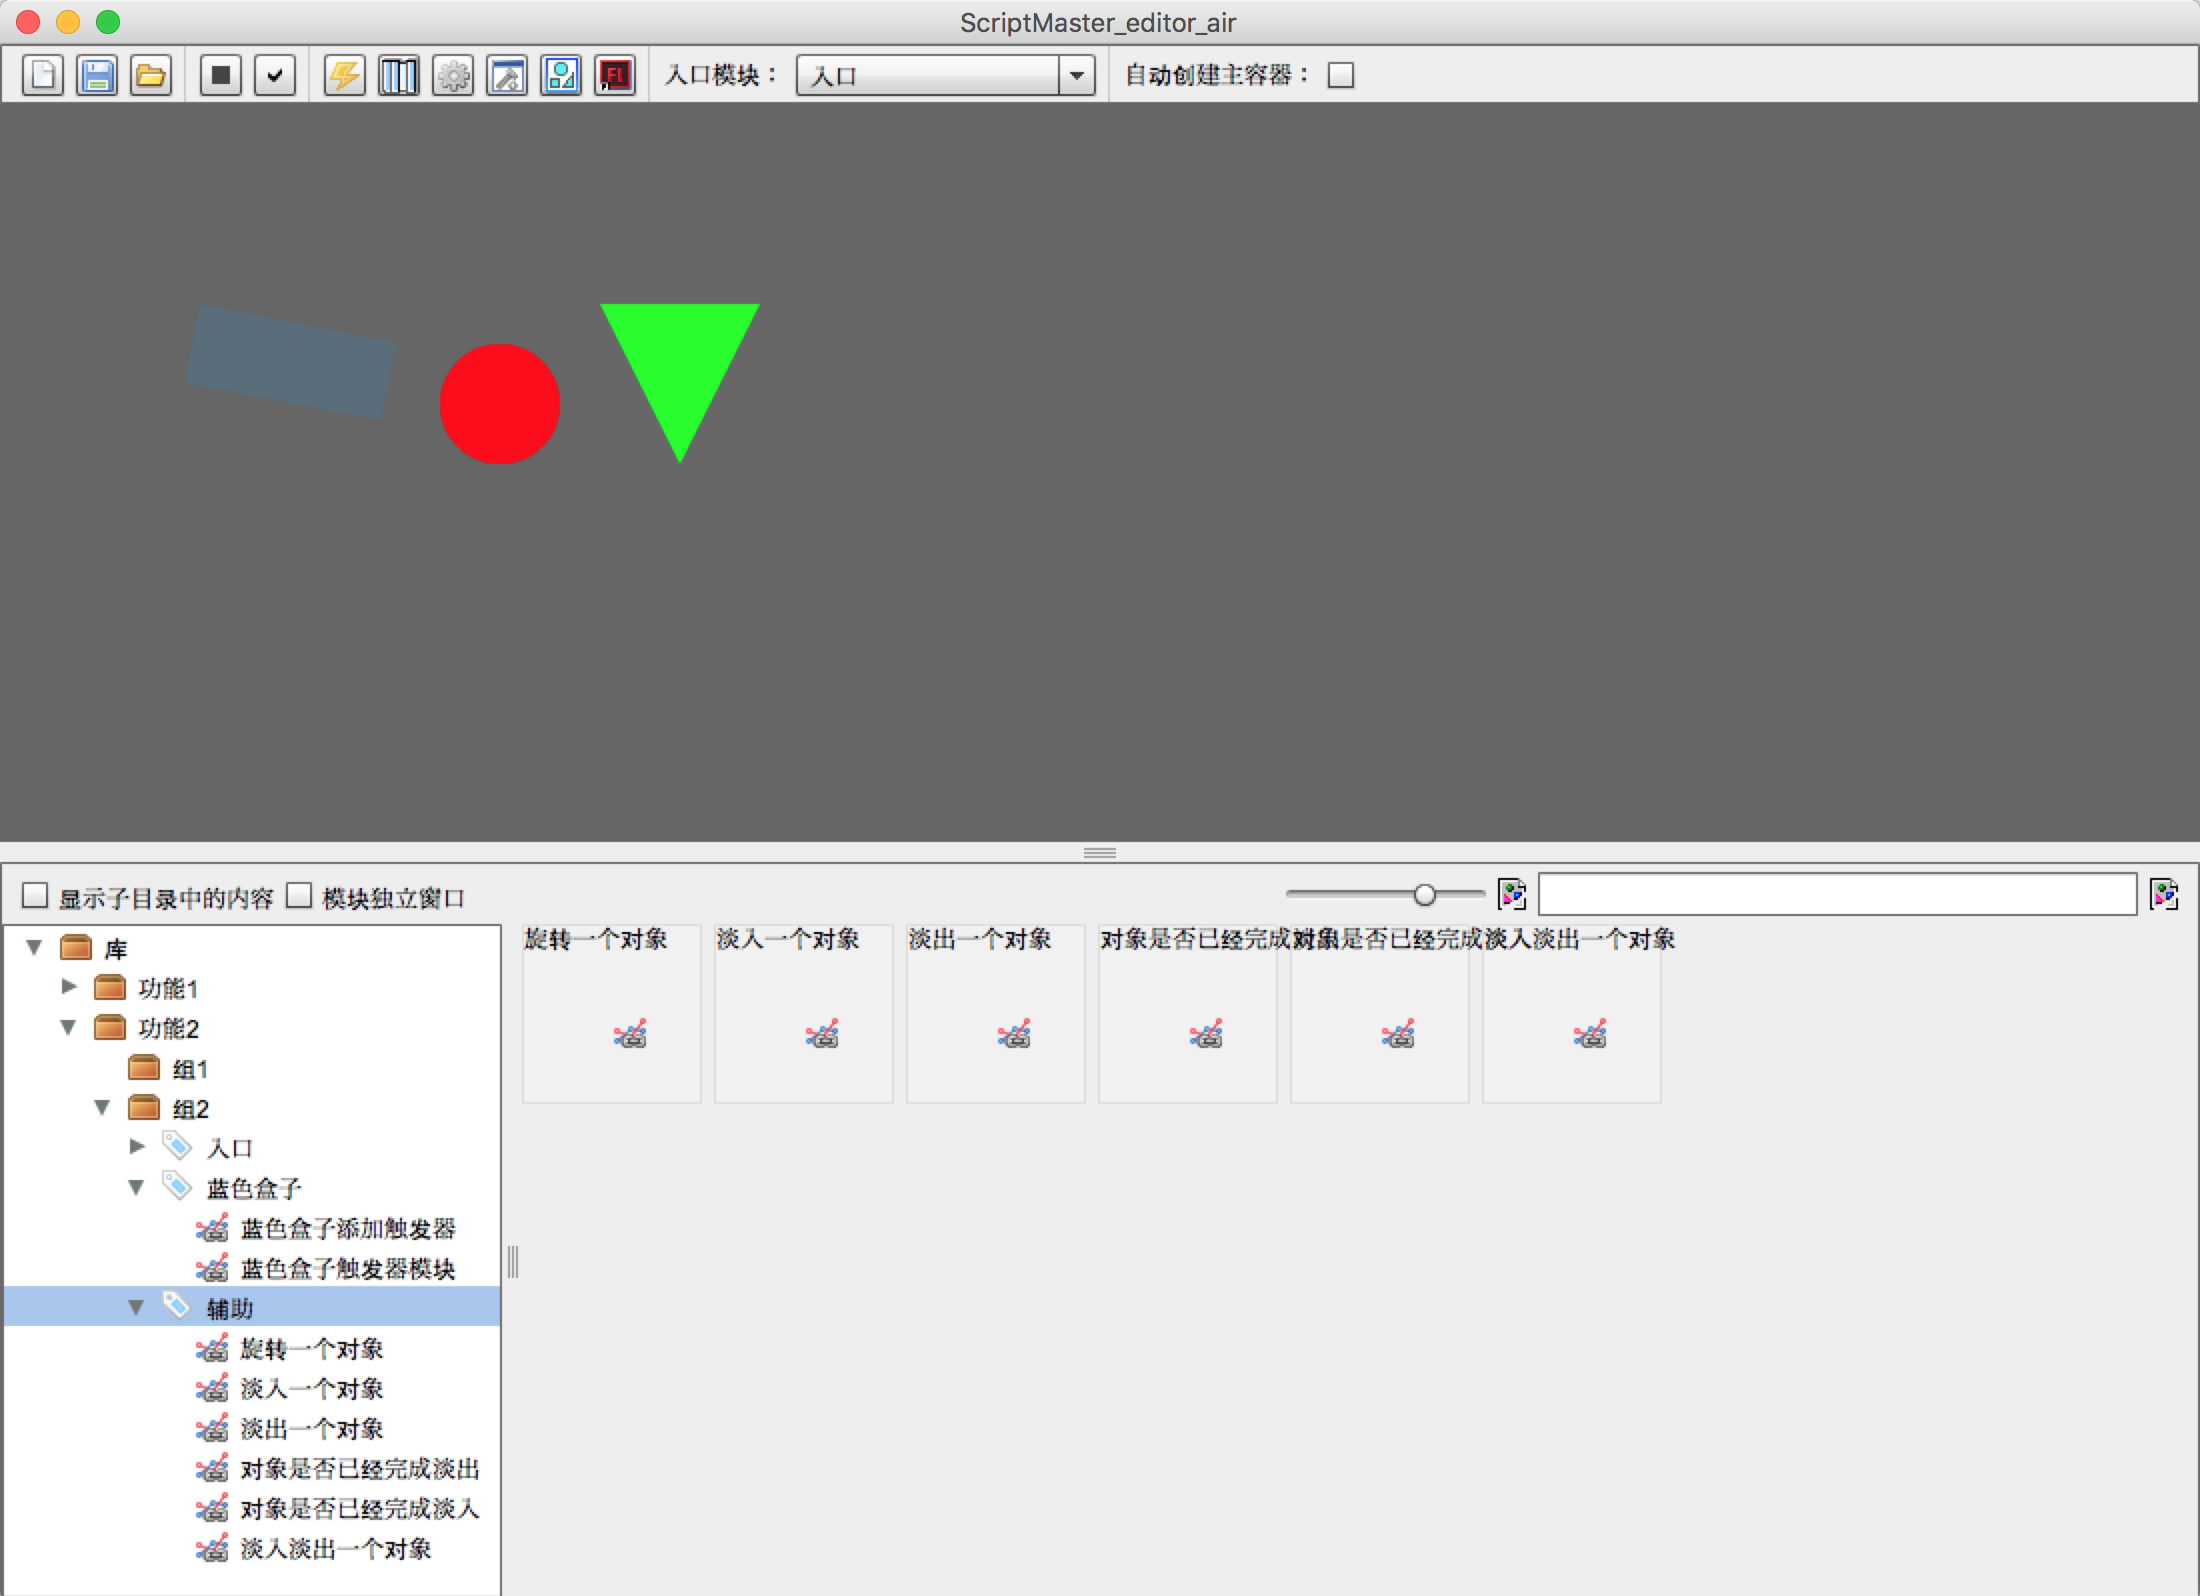 ScriptMaster_editor_air
入口模块： 入口 自动创建主容器：
显示子目录中的内容 模块独立窗口
库
功能1
功能2
组1
组2
入口
蓝色盒子
蓝色盒子添加触发器
蓝色盒子触发器模块
辅助
旋转一个对象
淡入一个对象
淡出一个对象
对象是否已经完成淡出
对象是否已经完成淡入
淡入淡出一个对象
旋转一个对象
淡入一个对象
淡出一个对象
对象是否已经完成
对象是否已经完成
淡入淡出一个对象